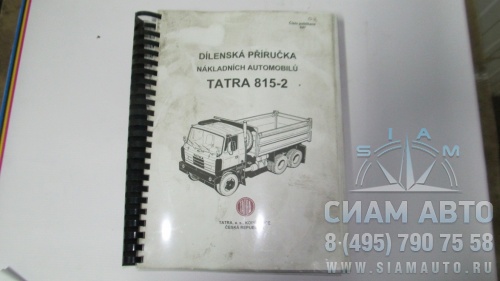 DÍLENSKÁ PŘÍRUČKA
NÁKLADNÍCH AUTOMOBILŮ
TATRA 815-2
TATRA, a. s.
ČESKÁ REPUBLIKA
SIAM
СИАМ АВТО
8 (495) 790 75 58
WWW.SIAMAUTO.RU